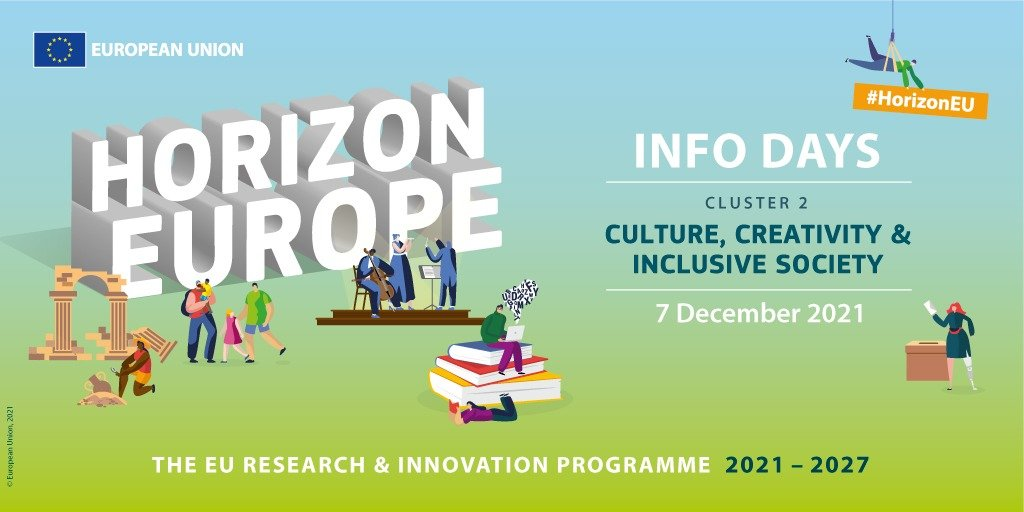 EUROPEAN UNION
#HorizonEU
HORIZON
EUROPE
INFO DAYS
CLUSTER 2
CULTURE, CREATIVITY &
INCLUSIVE SOCIETY
7 December 2021
THE EU RESEARCH & INNOVATION PROGRAMME 2021 – 2027
© European Union, 2021